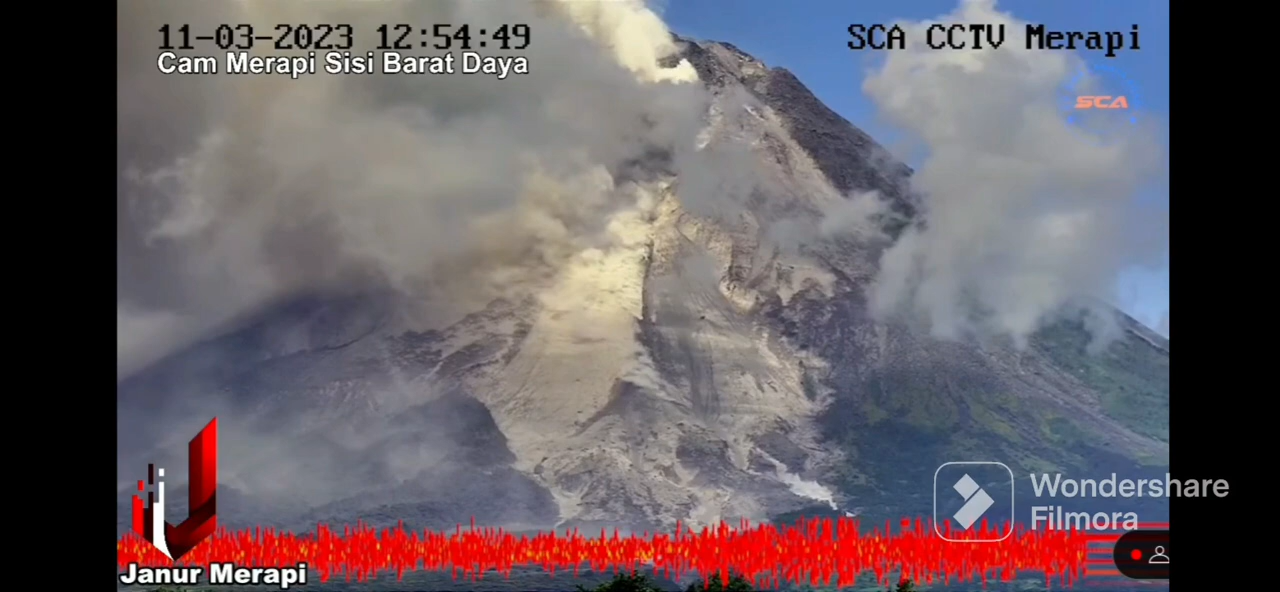 11-03-2023 12:54:49
Cam Merapi Sisi Barat Daya
SCA CCTV Merapi
SCA
Wondershare
Filmora
Janur Merapi